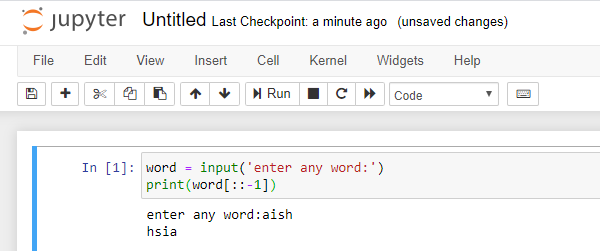 jupyter Untitled Last Checkpoint: a minute ago (unsaved changes)
File Edit View Insert Cell Kernel Widgets Help
Run Code
In [1]: word = input('enter any word:')
print(word[::-1])
enter any word:aish
hsia